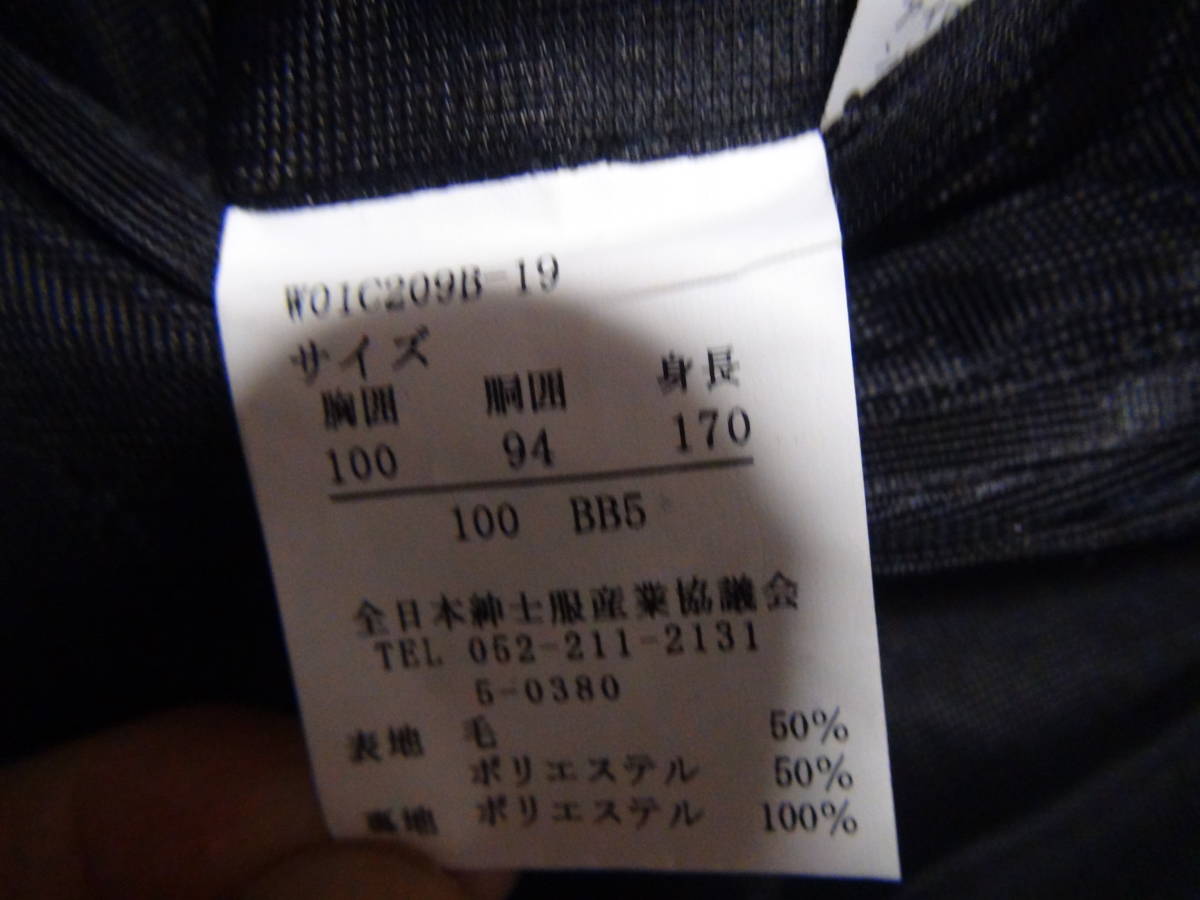 W01C209B-19
サイズ
胸囲 胴囲 身長
100 94 170
100 BB5
全日本紳士服産業協議会
TEL 052-211-2131
5-0380
表地 毛 50%
ポリエステル 50%
裏地 ポリエステル 100%